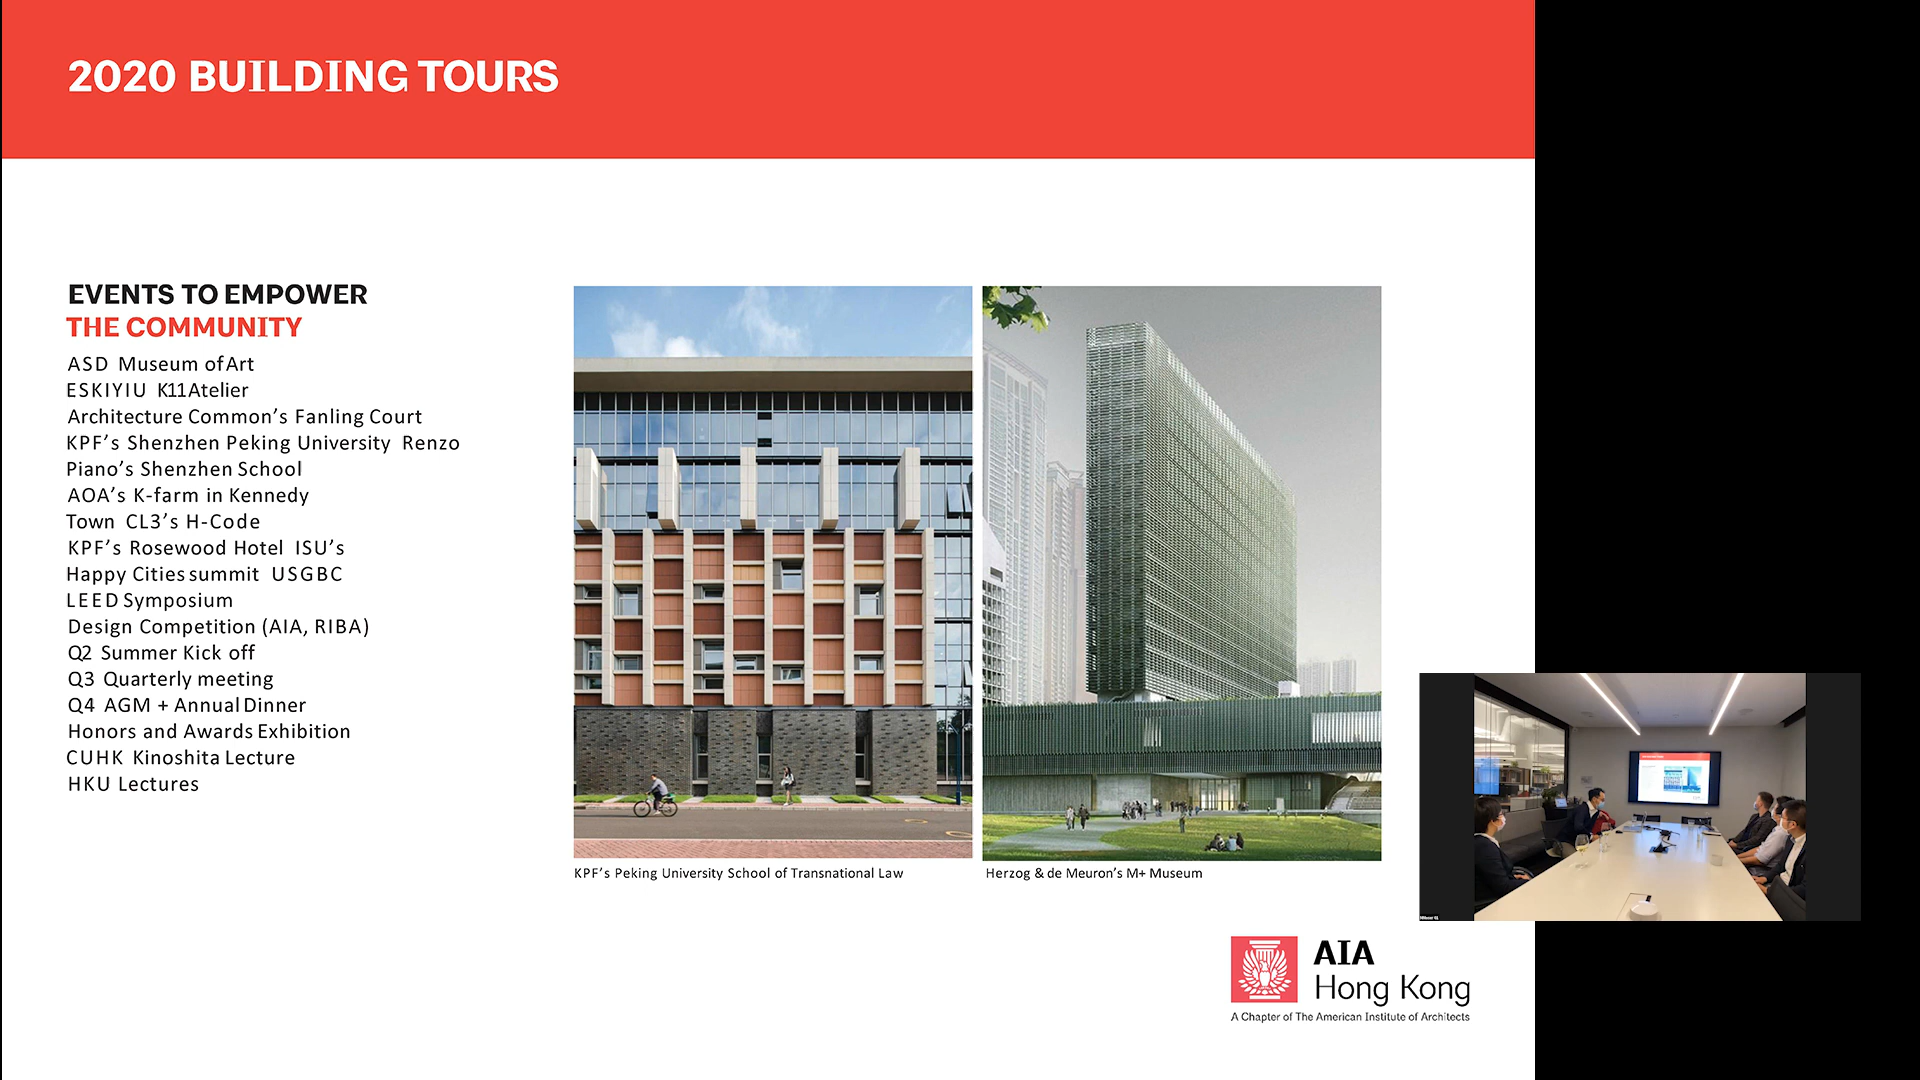 2020 BUILDING TOURS
EVENTS TO EMPOWER
THE COMMUNITY
ASD Museum of Art
ESKIYIU K11 Atelier
Architecture Common’s Fanling Court
KPF’s Shenzhen Peking University Renzo
Piano’s Shenzhen School
AOA’s K-farm in Kennedy
Town CL3’s H-Code
KPF’s Rosewood Hotel ISU’s
Happy Cities summit USGBC
LEED Symposium
Design Competition (AIA, RIBA)
Q2 Summer Kick off
Q3 Quarterly meeting
Q4 AGM + Annual Dinner
Honors and Awards Exhibition
CUHK Kinoshita Lecture
HKU Lectures
KPF’s Peking University School of Transnational Law
Herzog & de Meuron’s M+ Museum
AIA
Hong Kong
A Chapter of The American Institute of Architects